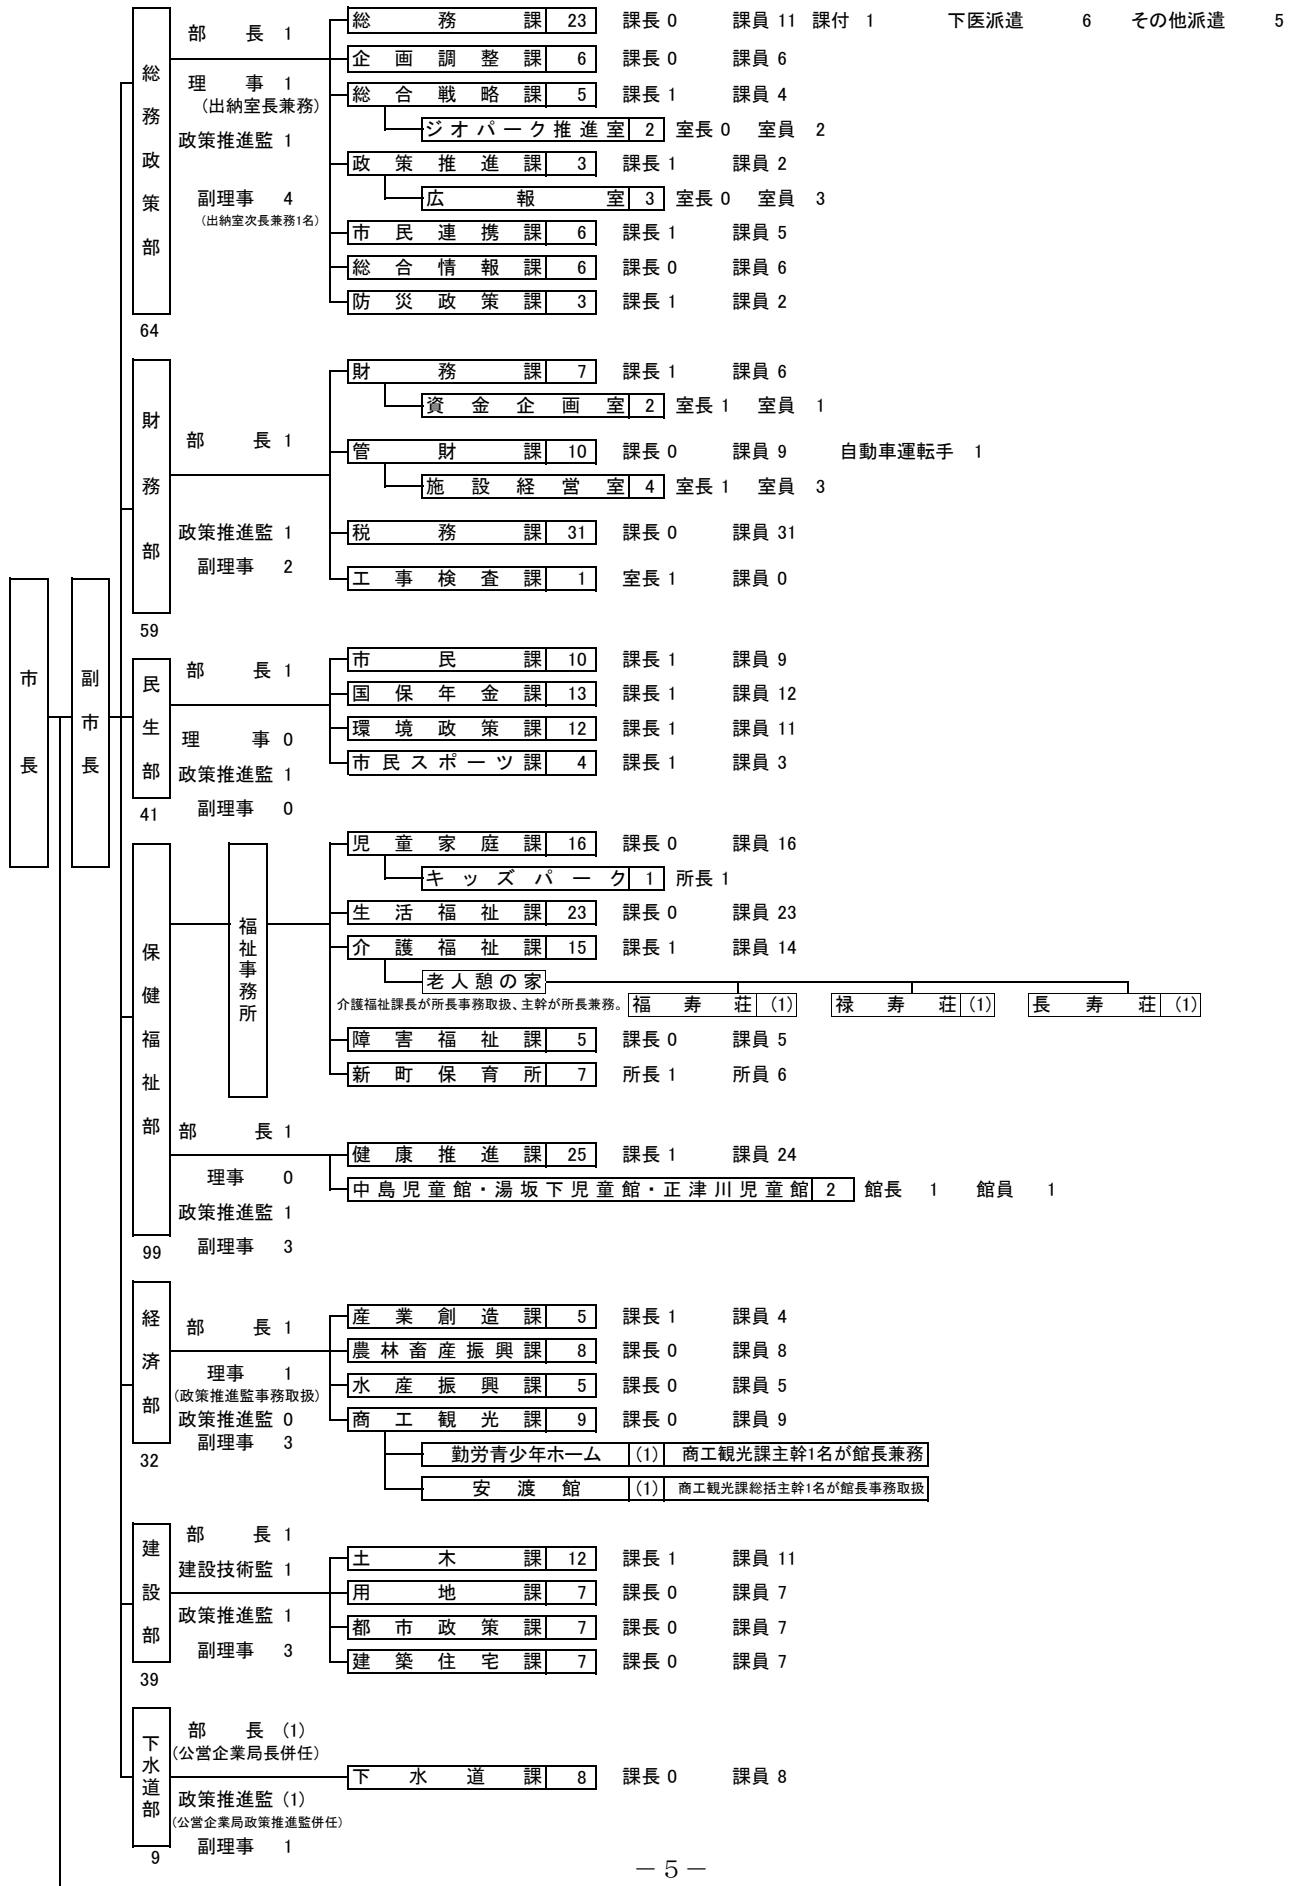 市長
副市長
総務政策部
64
部長 1
理事 1
(出納室長兼務)
政策推進監 1
副理事 4
(出納室次長兼務1名)
総務課 23 課長 0 課員 11 課付 1 下医派遣 6 その他派遣 5
企画調整課 6 課長 0 課員 6
総合戦略課 5 課長 1 課員 4
ジオパーク推進室 2 室長 0 室員 2
政策推進課 3 課長 1 課員 2
広報室 3 室長 0 室員 3
市民連携課 6 課長 1 課員 5
総合情報課 6 課長 0 課員 6
防災政策課 3 課長 1 課員 2
財務部
59
部長 1
政策推進監 1
副理事 2
財務課 7 課長 1 課員 6
資金企画室 2 室長 1 室員 1
管財課 10 課長 0 課員 9 自動車運転手 1
施設経営室 4 室長 1 室員 3
税務課 31 課長 0 課員 31
工事検査課 1 室長 1 課員 0
民生部
41
部長 1
理事 0
政策推進監 1
副理事 0
市民課 10 課長 1 課員 9
国保年金課 13 課長 1 課員 12
環境政策課 12 課長 1 課員 11
市民スポーツ課 4 課長 1 課員 3
保健福祉部
99
福祉事務所
児童家庭課 16 課長 0 課員 16
キッズパーク 1 所長 1
生活福祉課 23 課長 0 課員 23
介護福祉課 15 課長 1 課員 14
老人憩の家
介護福祉課長が所長事務取扱、主幹が所長兼務。 福寿荘 (1) 禄寿荘 (1) 長寿荘 (1)
障害福祉課 5 課長 0 課員 5
新町保育所 7 所長 1 所員 6
部長 1
理事 0
政策推進監 1
副理事 3
健康推進課 25 課長 1 課員 24
中島児童館・湯坂下児童館・正津川児童館 2 館長 1 館員 1
経済部
32
部長 1
理事 1
(政策推進監事務取扱)
政策推進監 0
副理事 3
産業創造課 5 課長 1 課員 4
農林畜産振興課 8 課長 0 課員 8
水産振興課 5 課長 0 課員 5
商工観光課 9 課長 0 課員 9
勤労青少年ホーム (1) 商工観光課主幹1名が館長兼務
安渡館 (1) 商工観光課総括主幹1名が館長事務取扱
建設部
39
部長 1
建設技術監 1
政策推進監 1
副理事 3
土木課 12 課長 1 課員 11
用地課 7 課長 0 課員 7
都市政策課 7 課長 0 課員 7
建築住宅課 7 課長 0 課員 7
下水道部
9
部長 (1)
(公営企業局長併任)
政策推進監 (1)
(公営企業局政策推進監併任)
副理事 1
下水道課 8 課長 0 課員 8
－5－